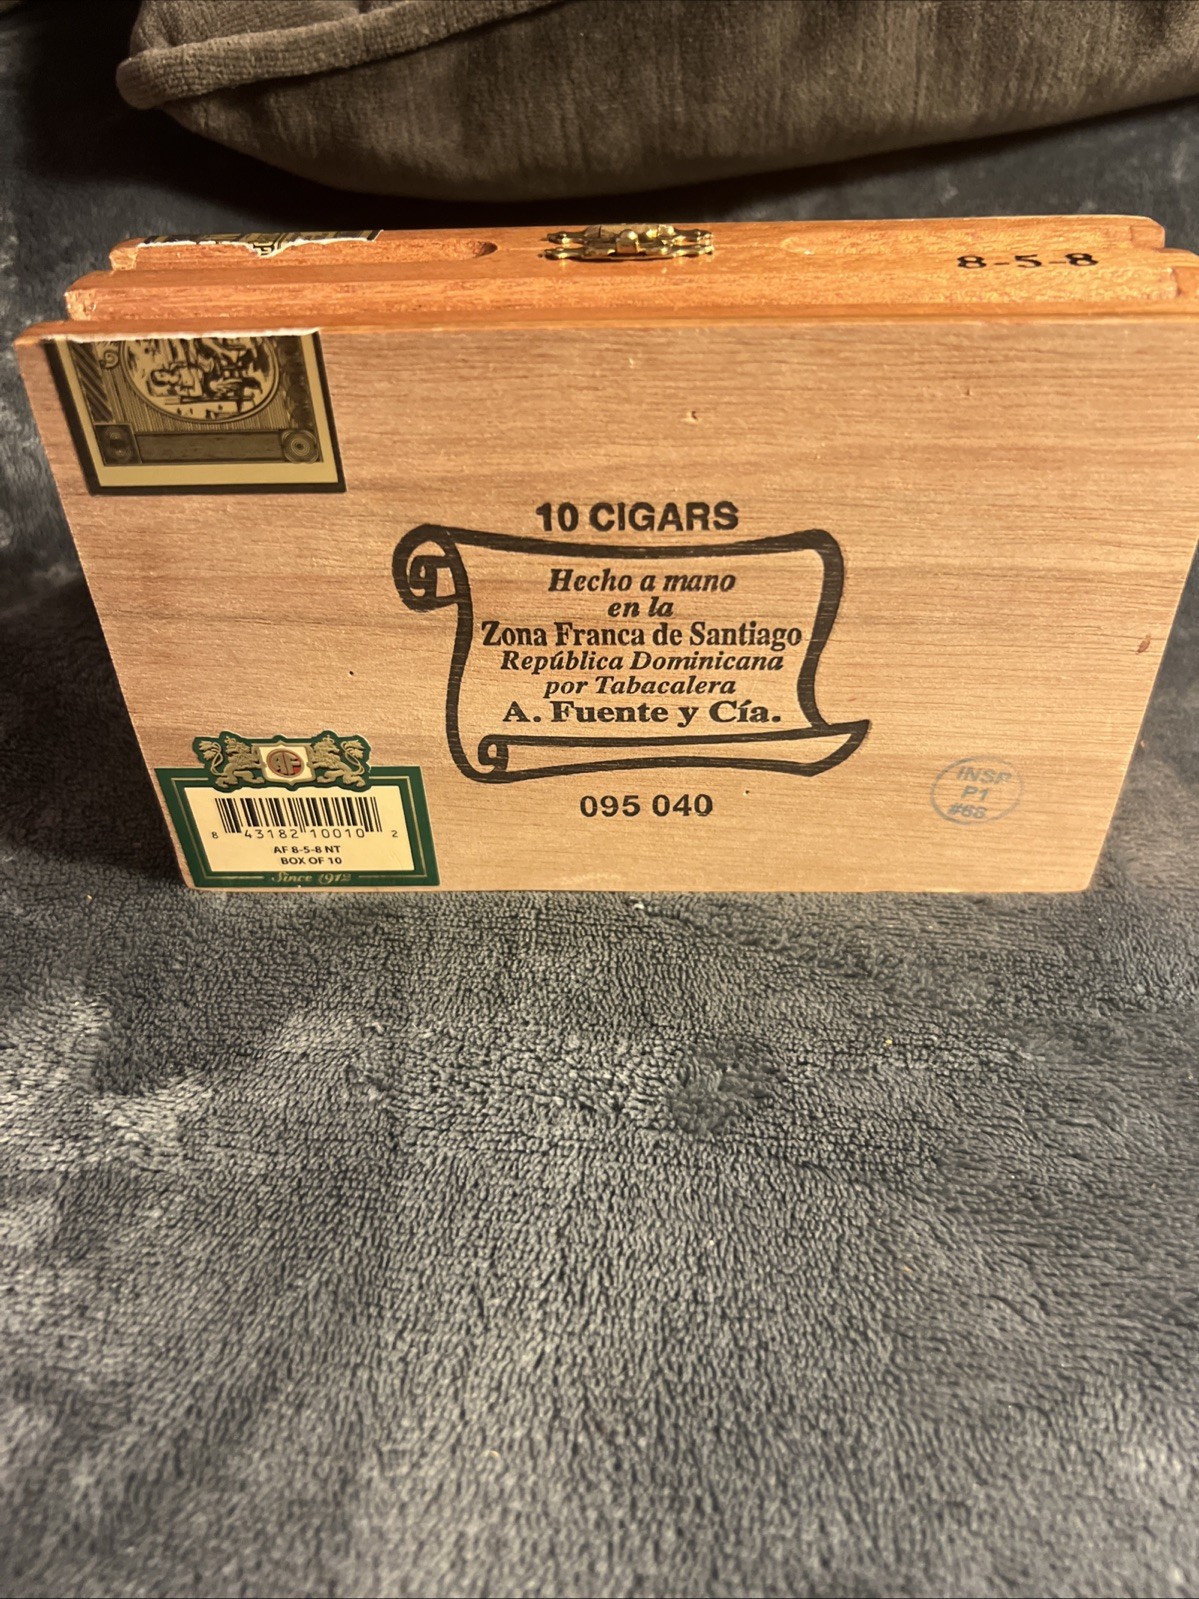 8-5-8
10 CIGARS
Hecho a mano
en la
Zona Franca de Santiago
República Dominicana
por Tabacalera
A. Fuente y Cía.
095 040
INSP
P1
#68
AF
8 43182 10010 2
AF 8-5-8 NT
BOX OF 10
Since 1912